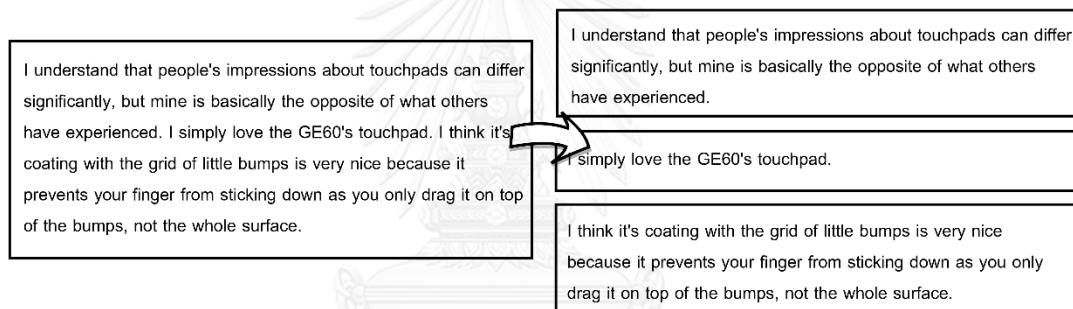 I understand that people's impressions about touchpads can differ
significantly, but mine is basically the opposite of what others
have experienced. I simply love the GE60's touchpad. I think it's
coating with the grid of little bumps is very nice because it
prevents your finger from sticking down as you only drag it on top
of the bumps, not the whole surface.
I understand that people's impressions about touchpads can differ
significantly, but mine is basically the opposite of what others
have experienced.
I simply love the GE60's touchpad.
I think it's coating with the grid of little bumps is very nice
because it prevents your finger from sticking down as you only
drag it on top of the bumps, not the whole surface.